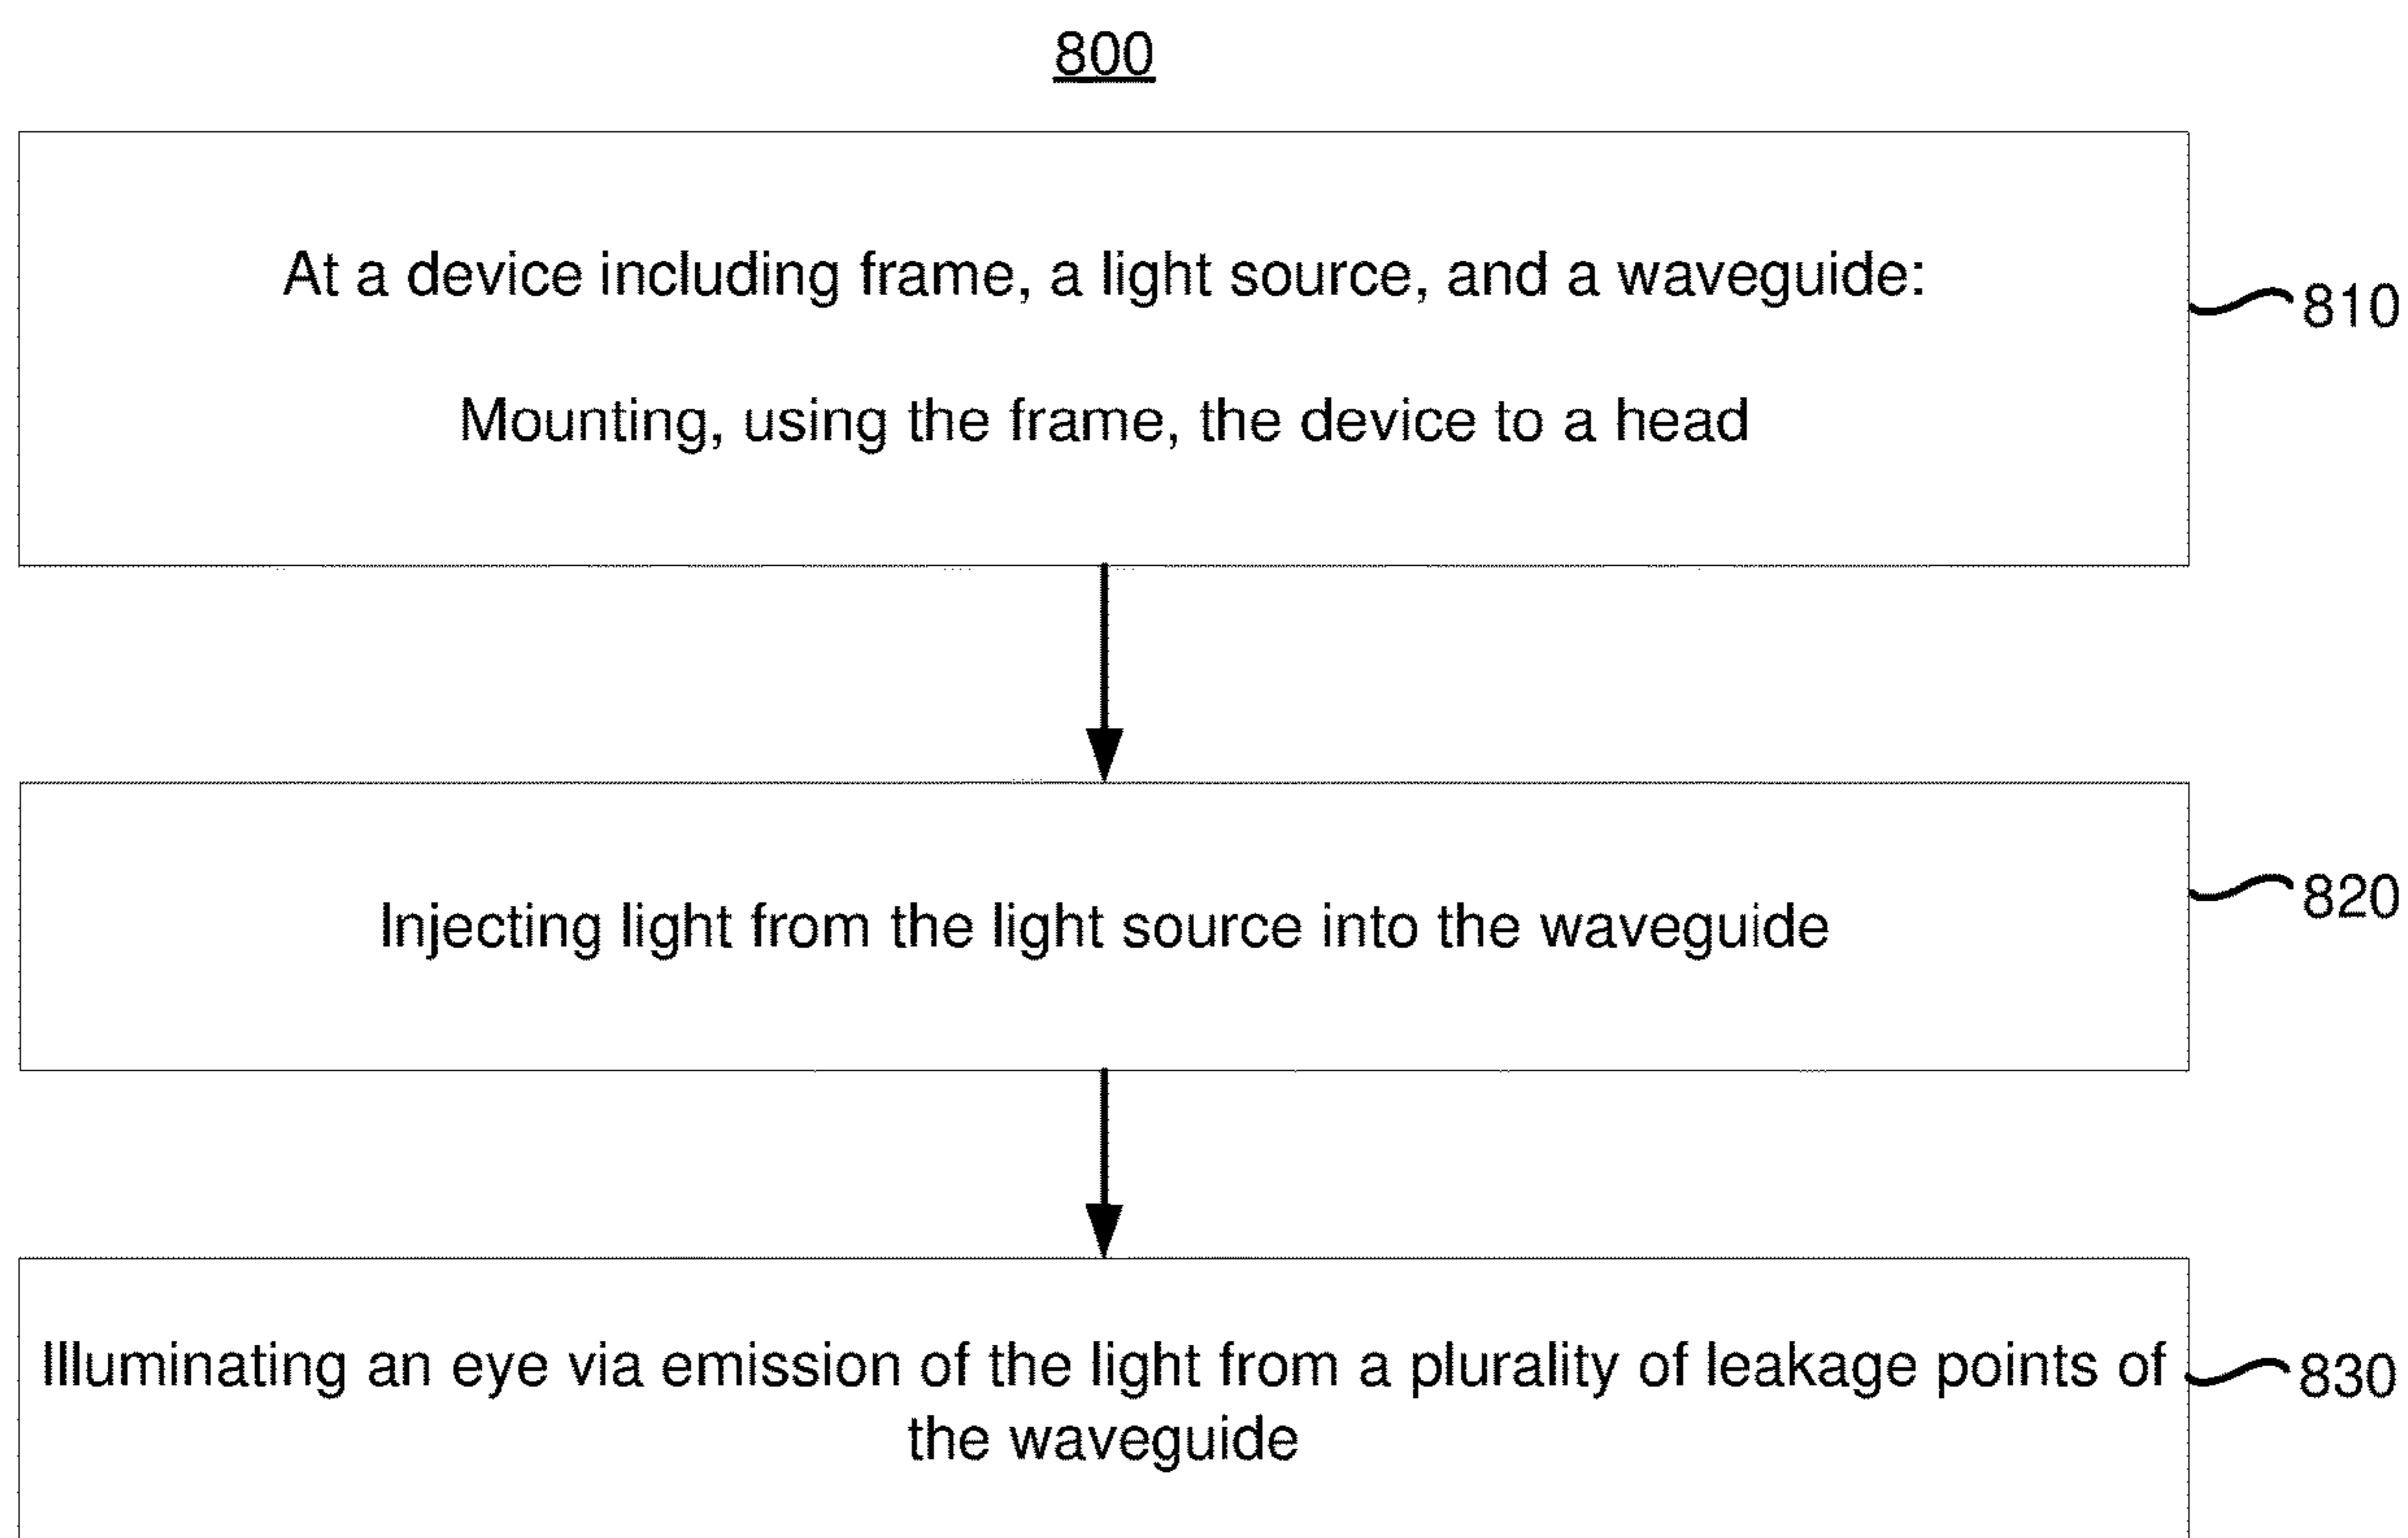 800
At a device including frame, a light source, and a waveguide:
810
Mounting, using the frame, the device to a head
Injecting light from the light source into the waveguide
820
Illuminating an eye via emission of the light from a plurality of leakage points of
830
the waveguide